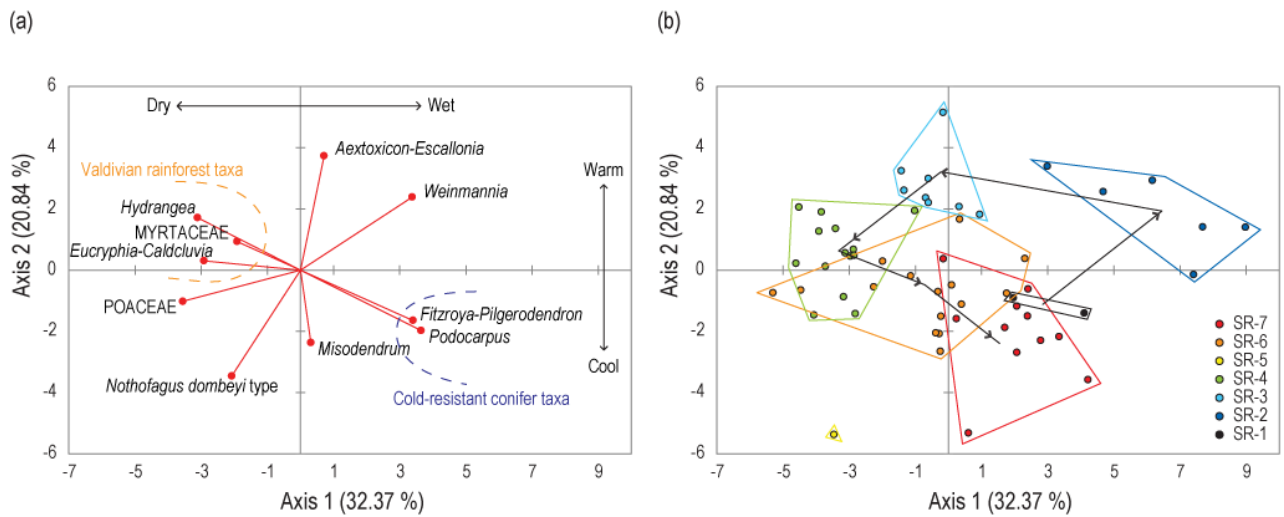 (a)
(b)
6
4
2
0
-2
-4
-6
Axis 2 (20.84 %)
Dry
Wet
Warm
Cool
Valdivian rainforest taxa
Aextoxicon-Escallonia
Weinmannia
Hydrangea
MYRTACEAE
Eucryphia-Caldcluvia
POACEAE
Nothofagus dombeyi type
Misodendrum
Fitzroya-Pilgerodendron
Podocarpus
Cold-resistant conifer taxa
-7 -5 -3 -1 1 3 5 7 9
Axis 1 (32.37 %)
6
4
2
0
-2
-4
-6
Axis 2 (20.84 %)
SR-7
SR-6
SR-5
SR-4
SR-3
SR-2
SR-1
-7 -5 -3 -1 1 3 5 7 9
Axis 1 (32.37 %)